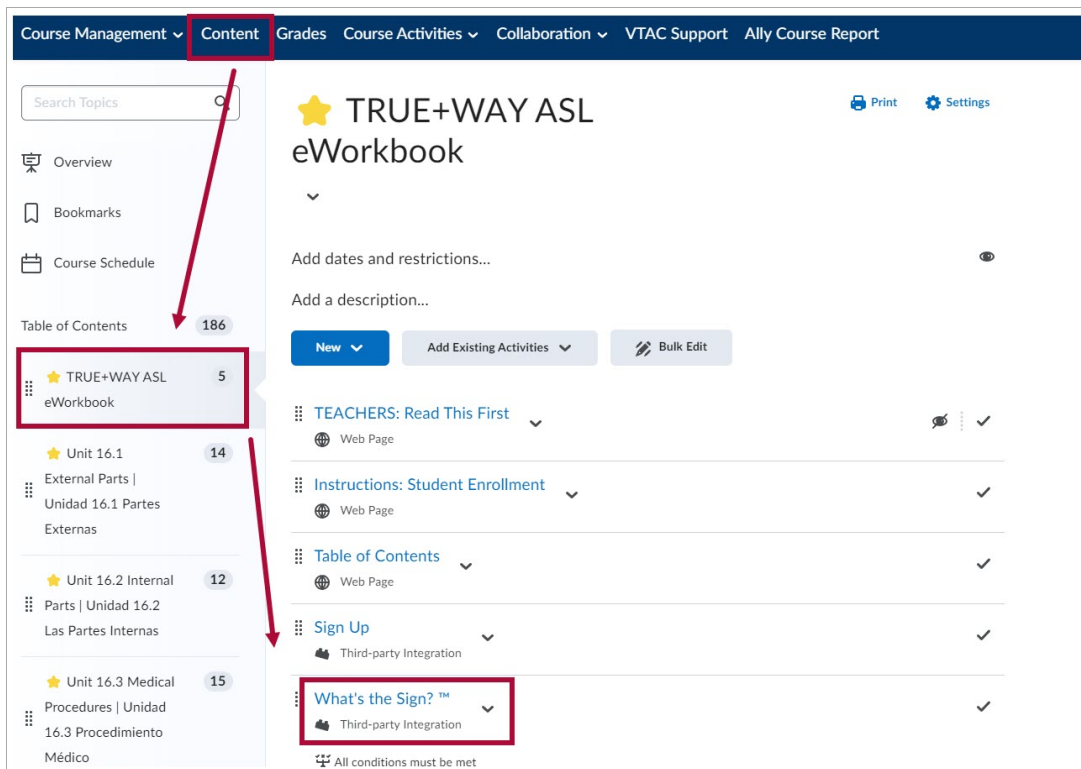 Course Management Content Grades Course Activities Collaboration VTAC Support Ally Course Report
Search Topics
Overview
Bookmarks
Course Schedule
Table of Contents 186
TRUE+WAY ASL 5
eWorkbook
Unit 16.1 14
External Parts |
Unidad 16.1 Partes
Externas
Unit 16.2 Internal 12
Parts | Unidad 16.2
Las Partes Internas
Unit 16.3 Medical 15
Procedures | Unidad
16.3 Procedimiento
Médico
TRUE+WAY ASL
eWorkbook
Print Settings
Add dates and restrictions...
Add a description...
New Add Existing Activities Bulk Edit
TEACHERS: Read This First
Web Page
Instructions: Student Enrollment
Web Page
Table of Contents
Web Page
Sign Up
Third-party Integration
What's the Sign? ™
Third-party Integration
All conditions must be met